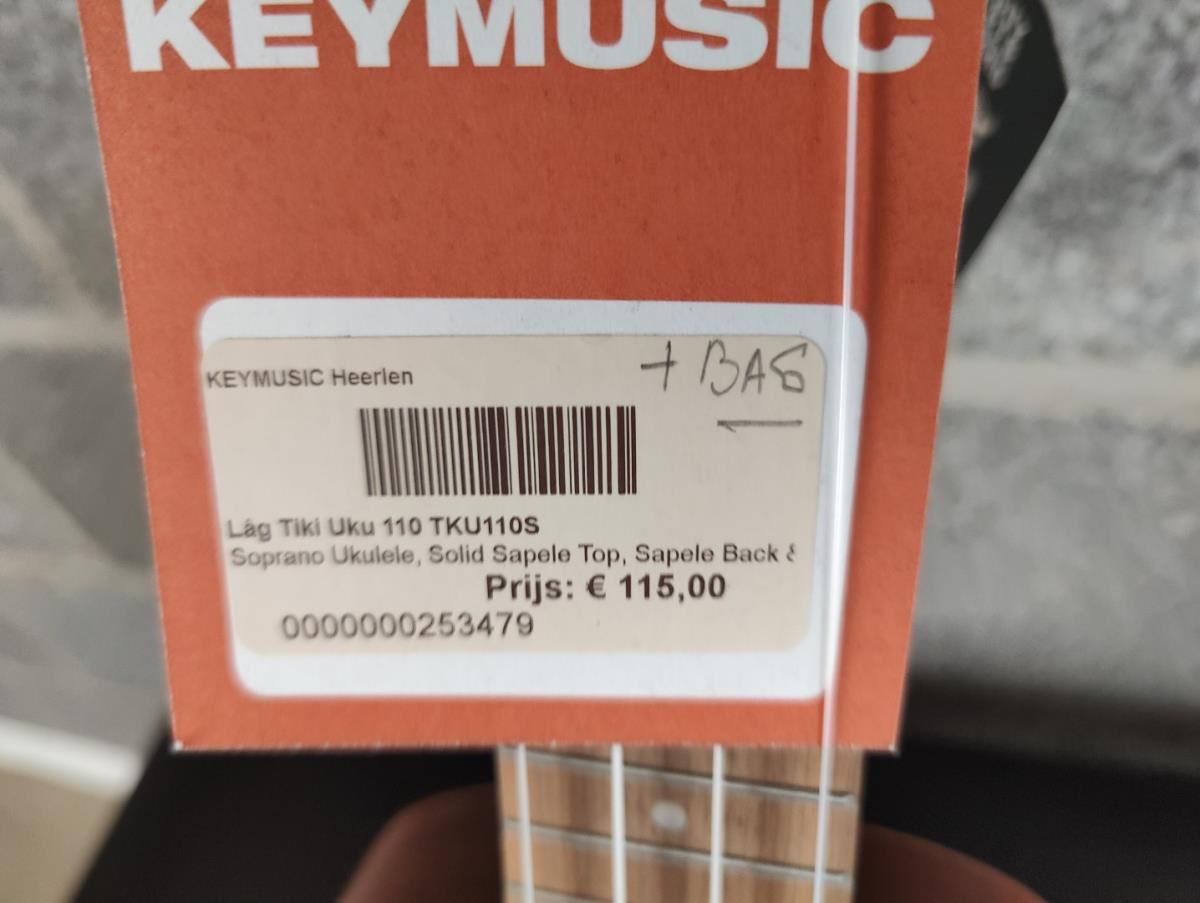 KEYMUSIC
KEYMUSIC Heerlen
+ BAG
Lâg Tiki Uku 110 TKU110S
Soprano Ukulele, Solid Sapele Top, Sapele Back &
Prijs: € 115,00
0000000253479